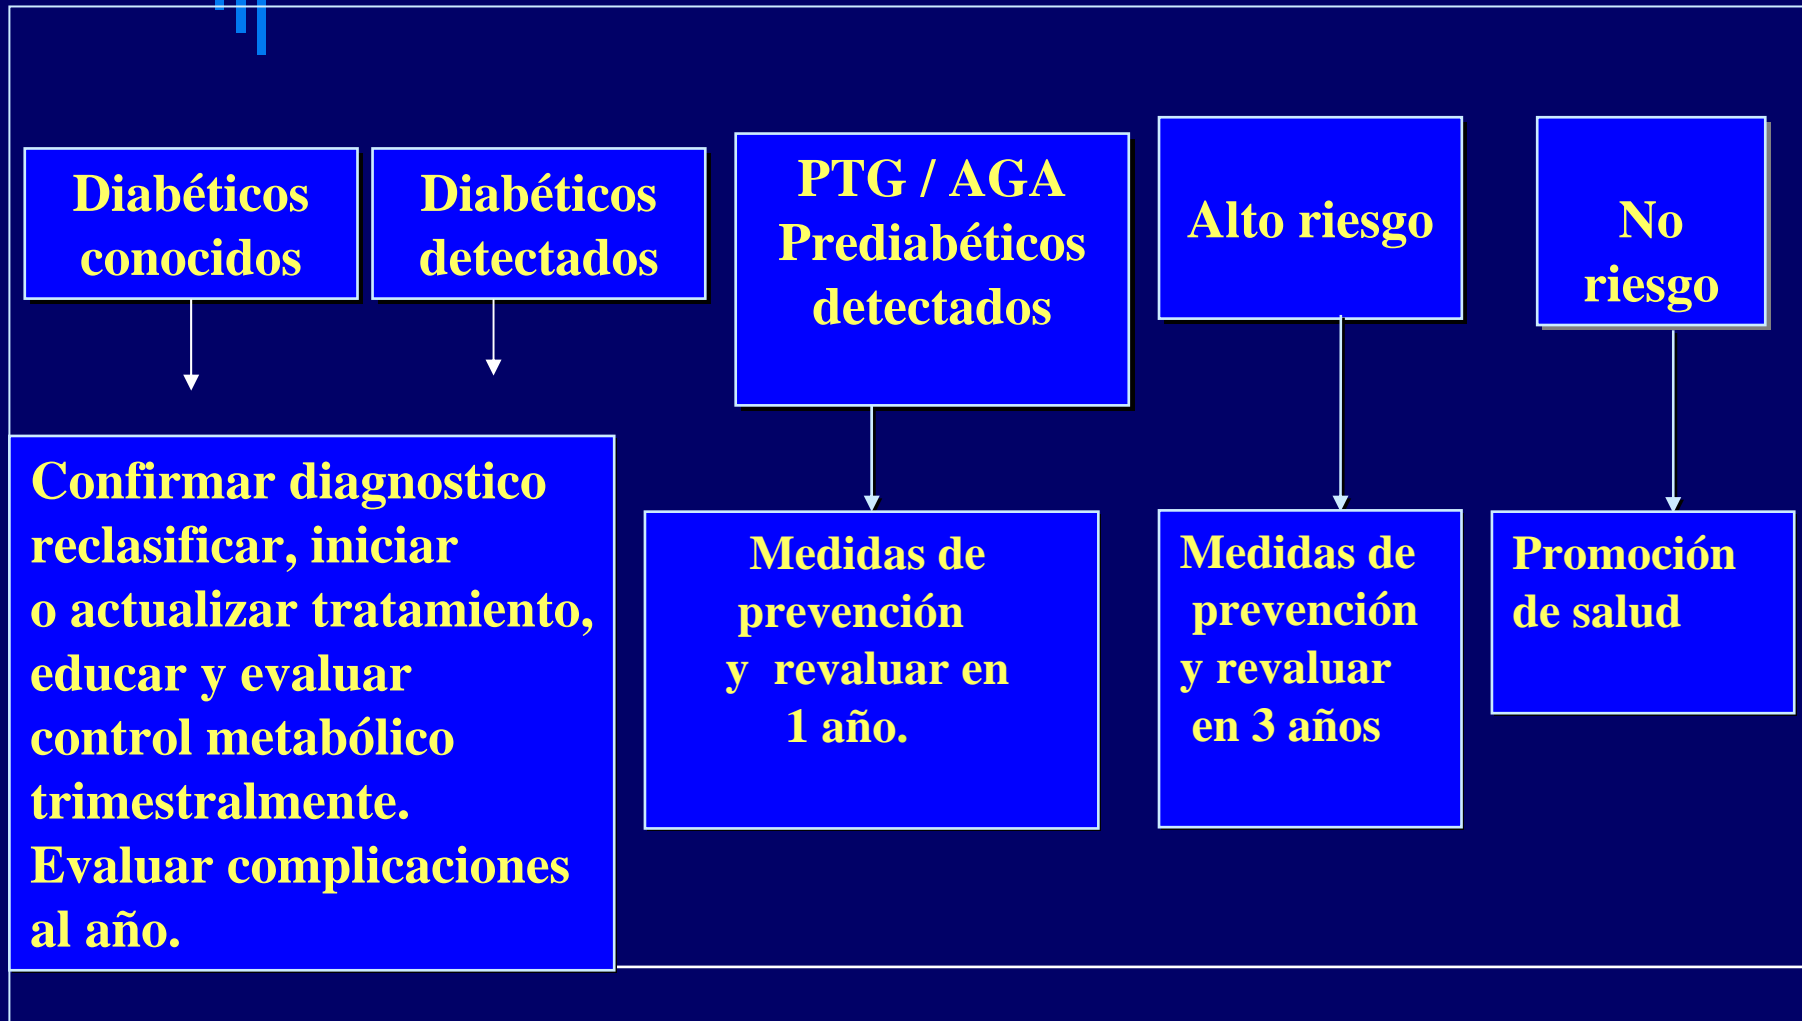 Diabéticos
conocidos
Diabéticos
detectados
PTG / AGA
Prediabéticos
detectados
Alto riesgo
No
riesgo
Confirmar diagnostico
reclasificar, iniciar
o actualizar tratamiento,
educar y evaluar
control metabólico
trimestralmente.
Evaluar complicaciones
al año.
Medidas de
prevención
y revaluar en
1 año.
Medidas de
prevención
y revaluar
en 3 años
Promoción
de salud